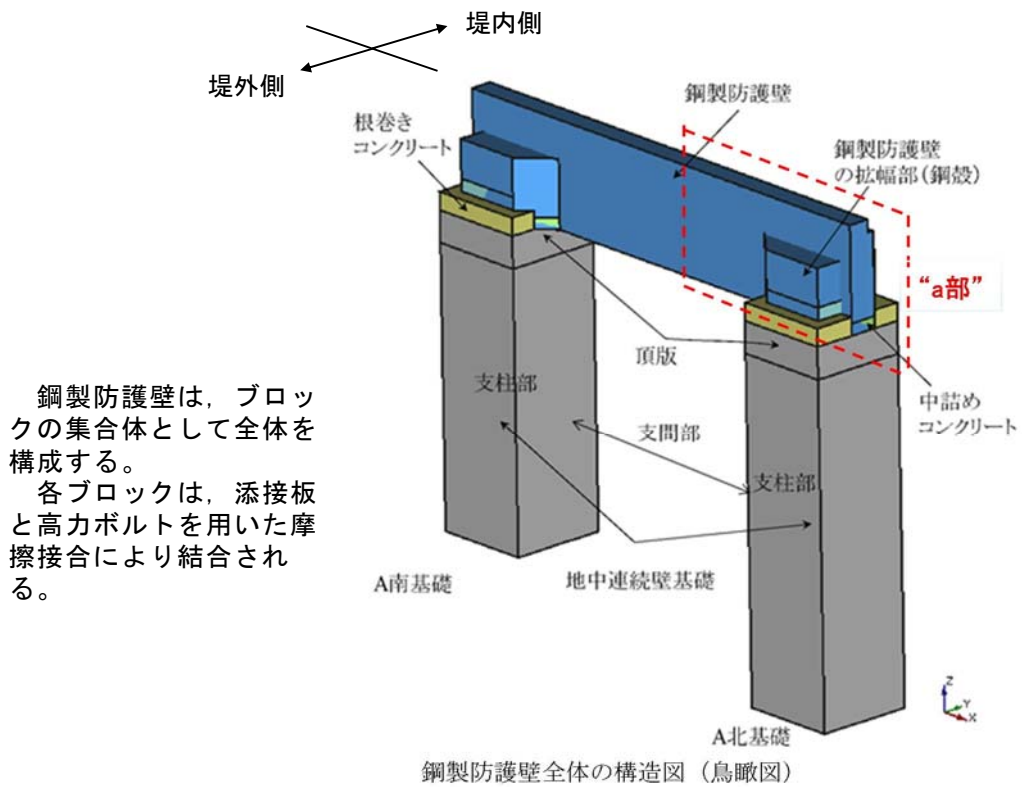 堤内側
堤外側
鋼製防護壁
根巻き
コンクリート
鋼製防護壁
の拡幅部(鋼殻)
“a部”
頂版
支柱部
中詰め
コンクリート
支間部
支柱部
鋼製防護壁は，ブロッ
クの集合体として全体を
構成する。
各ブロックは，添接板
と高力ボルトを用いた摩
擦接合により結合され
る。
A南基礎
地中連続壁基礎
Z
Y
X
A北基礎
鋼製防護壁全体の構造図（鳥瞰図）